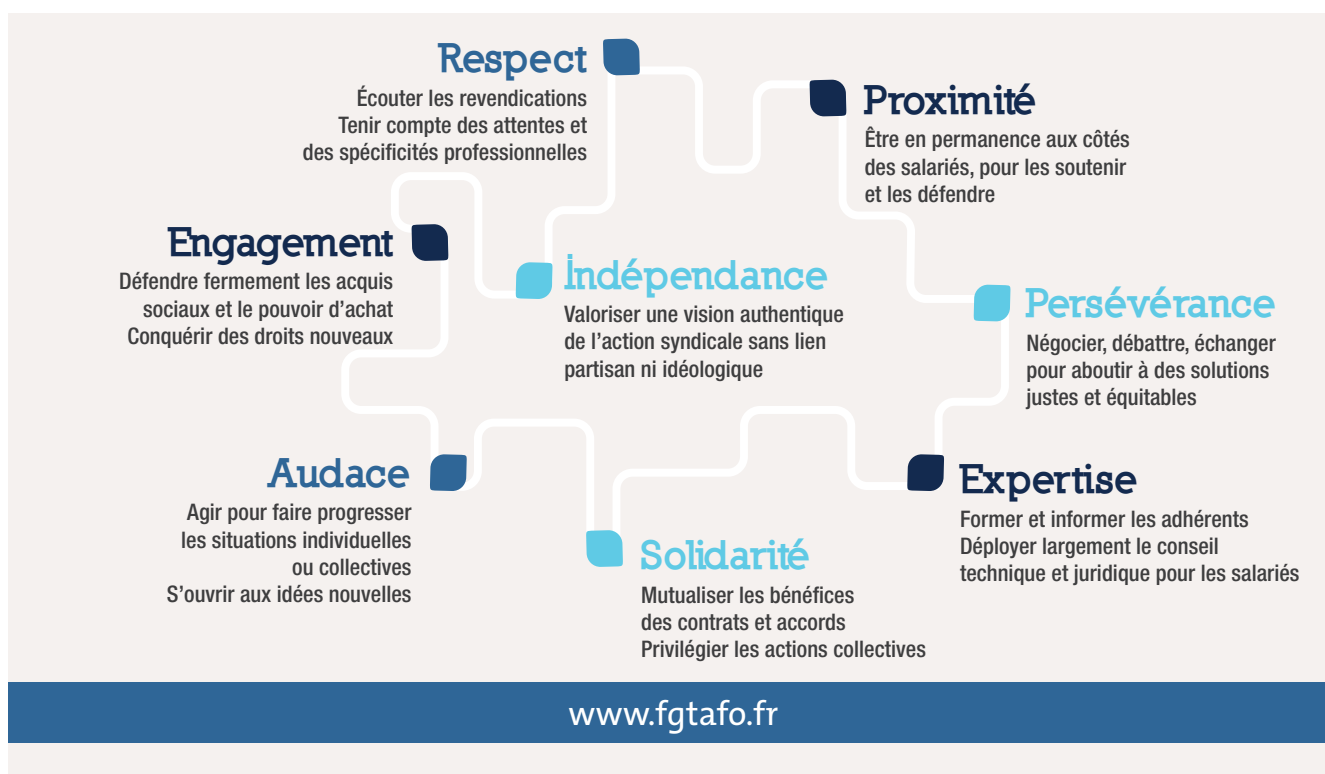 Respect
Écouter les revendications
Tenir compte des attentes et
des spécificités professionnelles
Proximité
Être en permanence aux côtés
des salariés, pour les soutenir
et les défendre
Engagement
Défendre fermement les acquis
sociaux et le pouvoir d'achat
Conquérir des droits nouveaux
Indépendance
Valoriser une vision authentique
de l'action syndicale sans lien
partisan ni idéologique
Persévérance
Négocier, débattre, échanger
pour aboutir à des solutions
justes et équitables
Audace
Agir pour faire progresser
les situations individuelles
ou collectives
S'ouvrir aux idées nouvelles
Solidarité
Mutualiser les bénéfices
des contrats et accords
Privilégier les actions collectives
Expertise
Former et informer les adhérents
Déployer largement le conseil
technique et juridique pour les salariés
www.fgtafo.fr